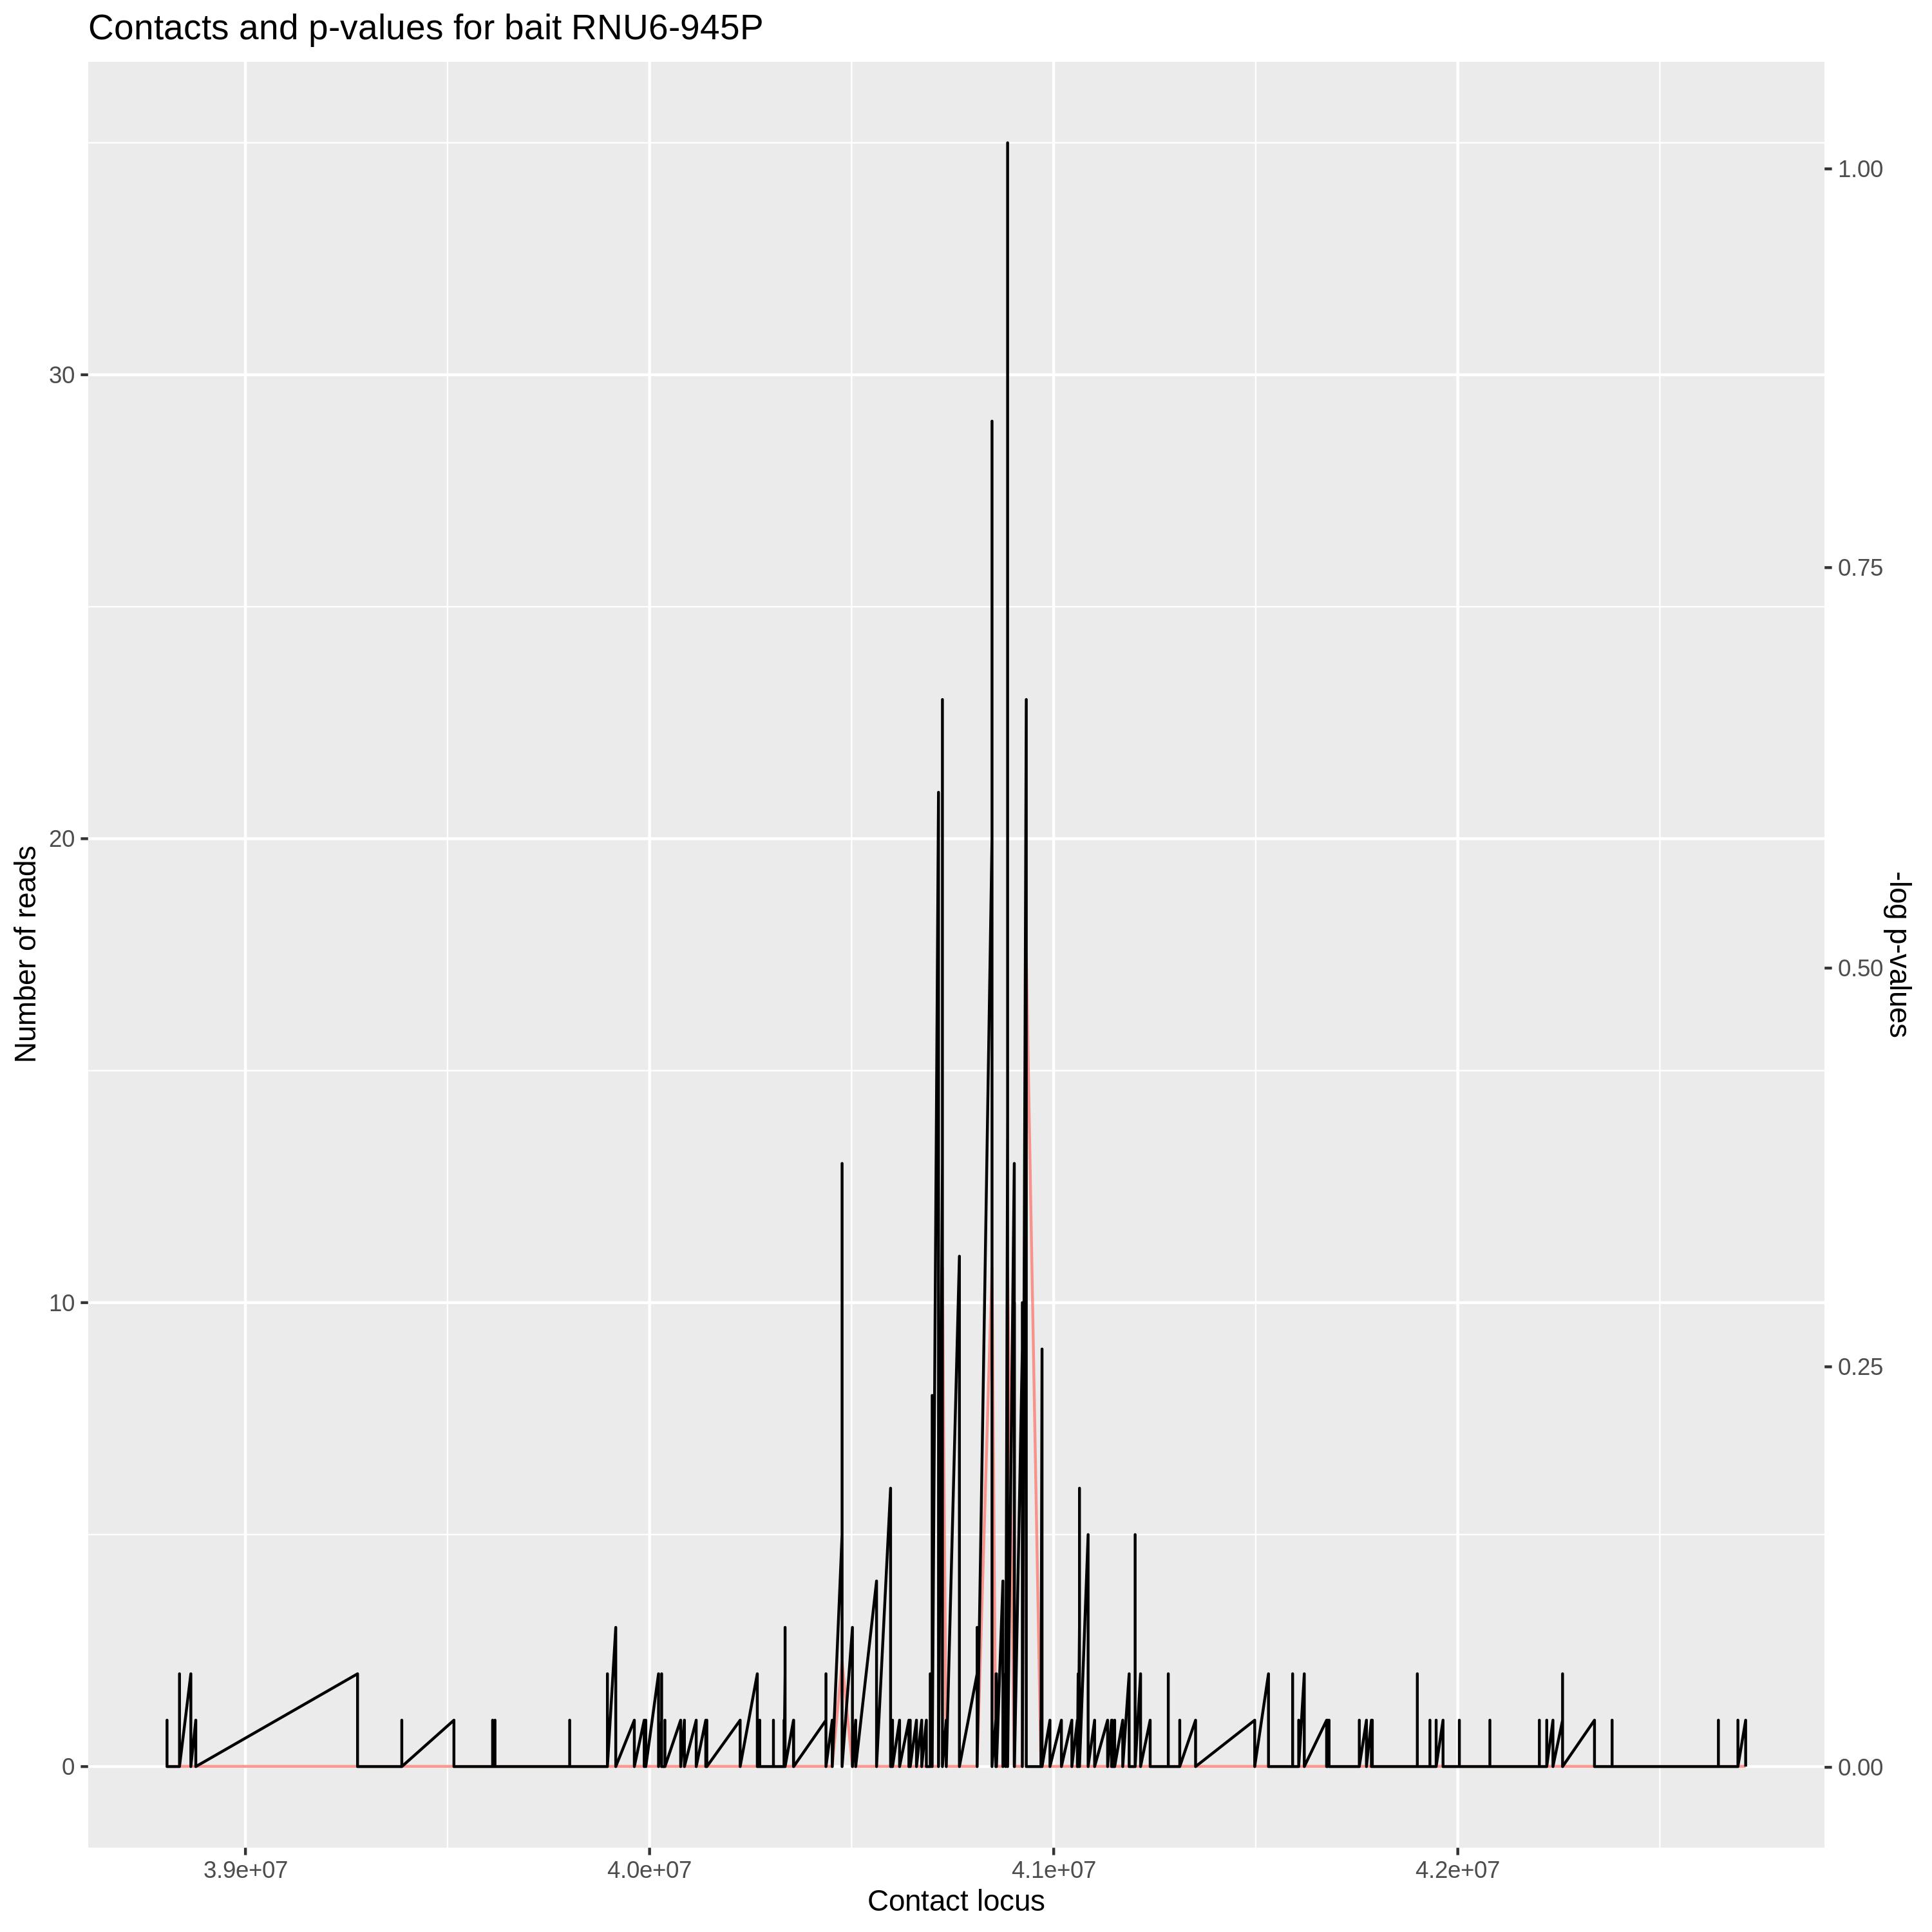 Contacts and p-values for bait RNU6-945P
30
20
10
0
Number of reads
1.00
0.75
0.50
0.25
0.00
-log p-values
3.9e+07
4.0e+07
4.1e+07
4.2e+07
Contact locus